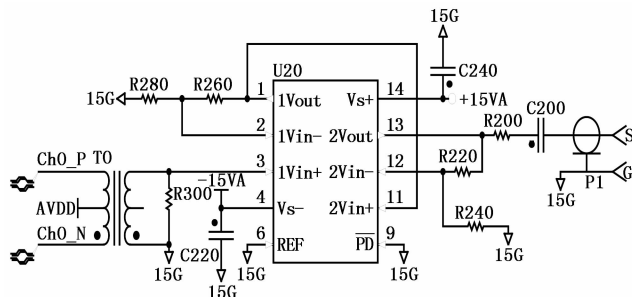 15G
U20
C240
R280 R260 1 14
15G 1Vout Vs+ +15VA C200
2 13 R200
1Vin- 2Vout S
Ch0_P T0 3 12 R220
1Vin+ 2Vin- G
-15VA 15G P1
AVDD R300 4 11
Vs- 2Vin+ R240
Ch0_N 6 9
REF PD
15G C220 15G 15G 15G
15G